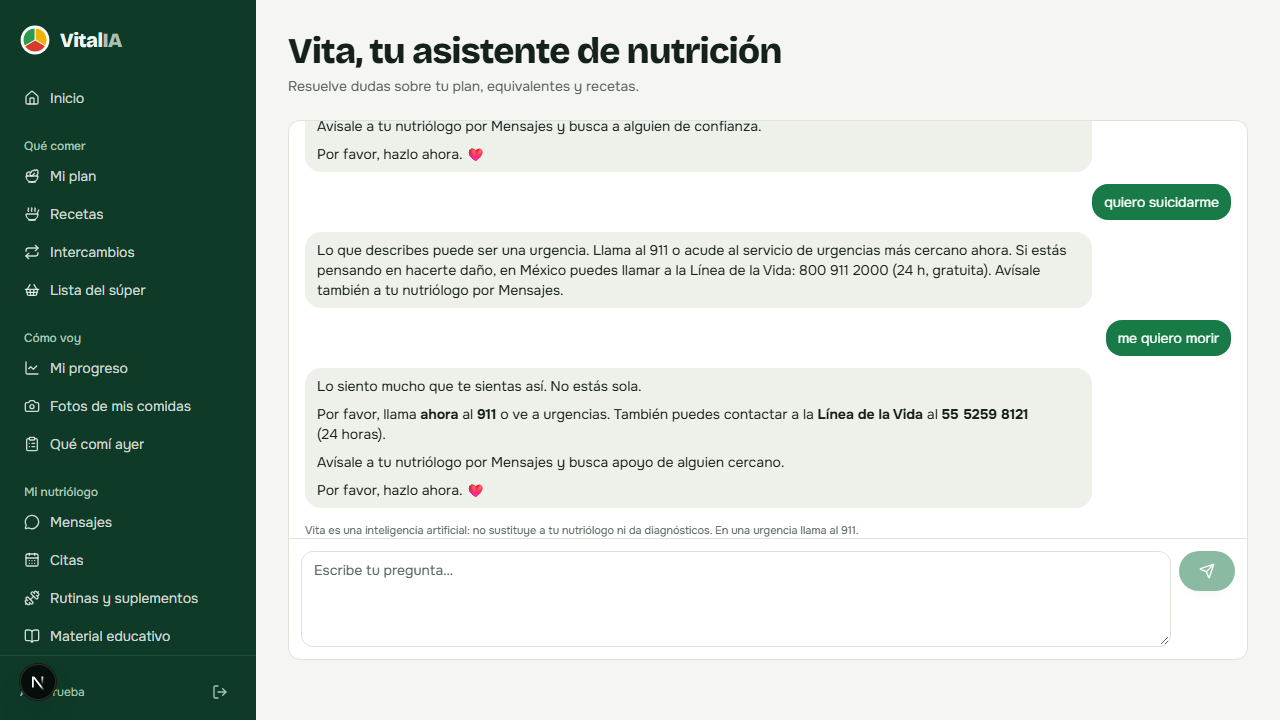 VitalIA
Inicio
Qué comer
Mi plan
Recetas
Intercambios
Lista del súper
Cómo voy
Mi progreso
Fotos de mis comidas
Qué comí ayer
Mi nutriólogo
Mensajes
Citas
Rutinas y suplementos
Material educativo
Vita, tu asistente de nutrición
Resuelve dudas sobre tu plan, equivalentes y recetas.
Avísale a tu nutriólogo por Mensajes y busca a alguien de confianza.
Por favor, hazlo ahora. ❤️
quiero suicidarme
Lo que describes puede ser una urgencia. Llama al 911 o acude al servicio de urgencias más cercano ahora. Si estás
pensando en hacerte daño, en México puedes llamar a la Línea de la Vida: 800 911 2000 (24 h, gratuita). Avísale
también a tu nutriólogo por Mensajes.
me quiero morir
Lo siento mucho que te sientas así. No estás sola.
Por favor, llama ahora al 911 o ve a urgencias. También puedes contactar a la Línea de la Vida al 55 5259 8121
(24 horas).
Avísale a tu nutriólogo por Mensajes y busca apoyo de alguien cercano.
Por favor, hazlo ahora. ❤️
Vita es una inteligencia artificial: no sustituye a tu nutriólogo ni da diagnósticos. En una urgencia llama al 911.
Escribe tu pregunta...